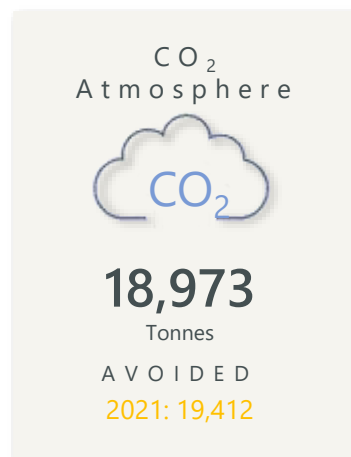 CO₂
Atmosphere
CO₂
18,973
Tonnes
AVOIDED
2021: 19,412